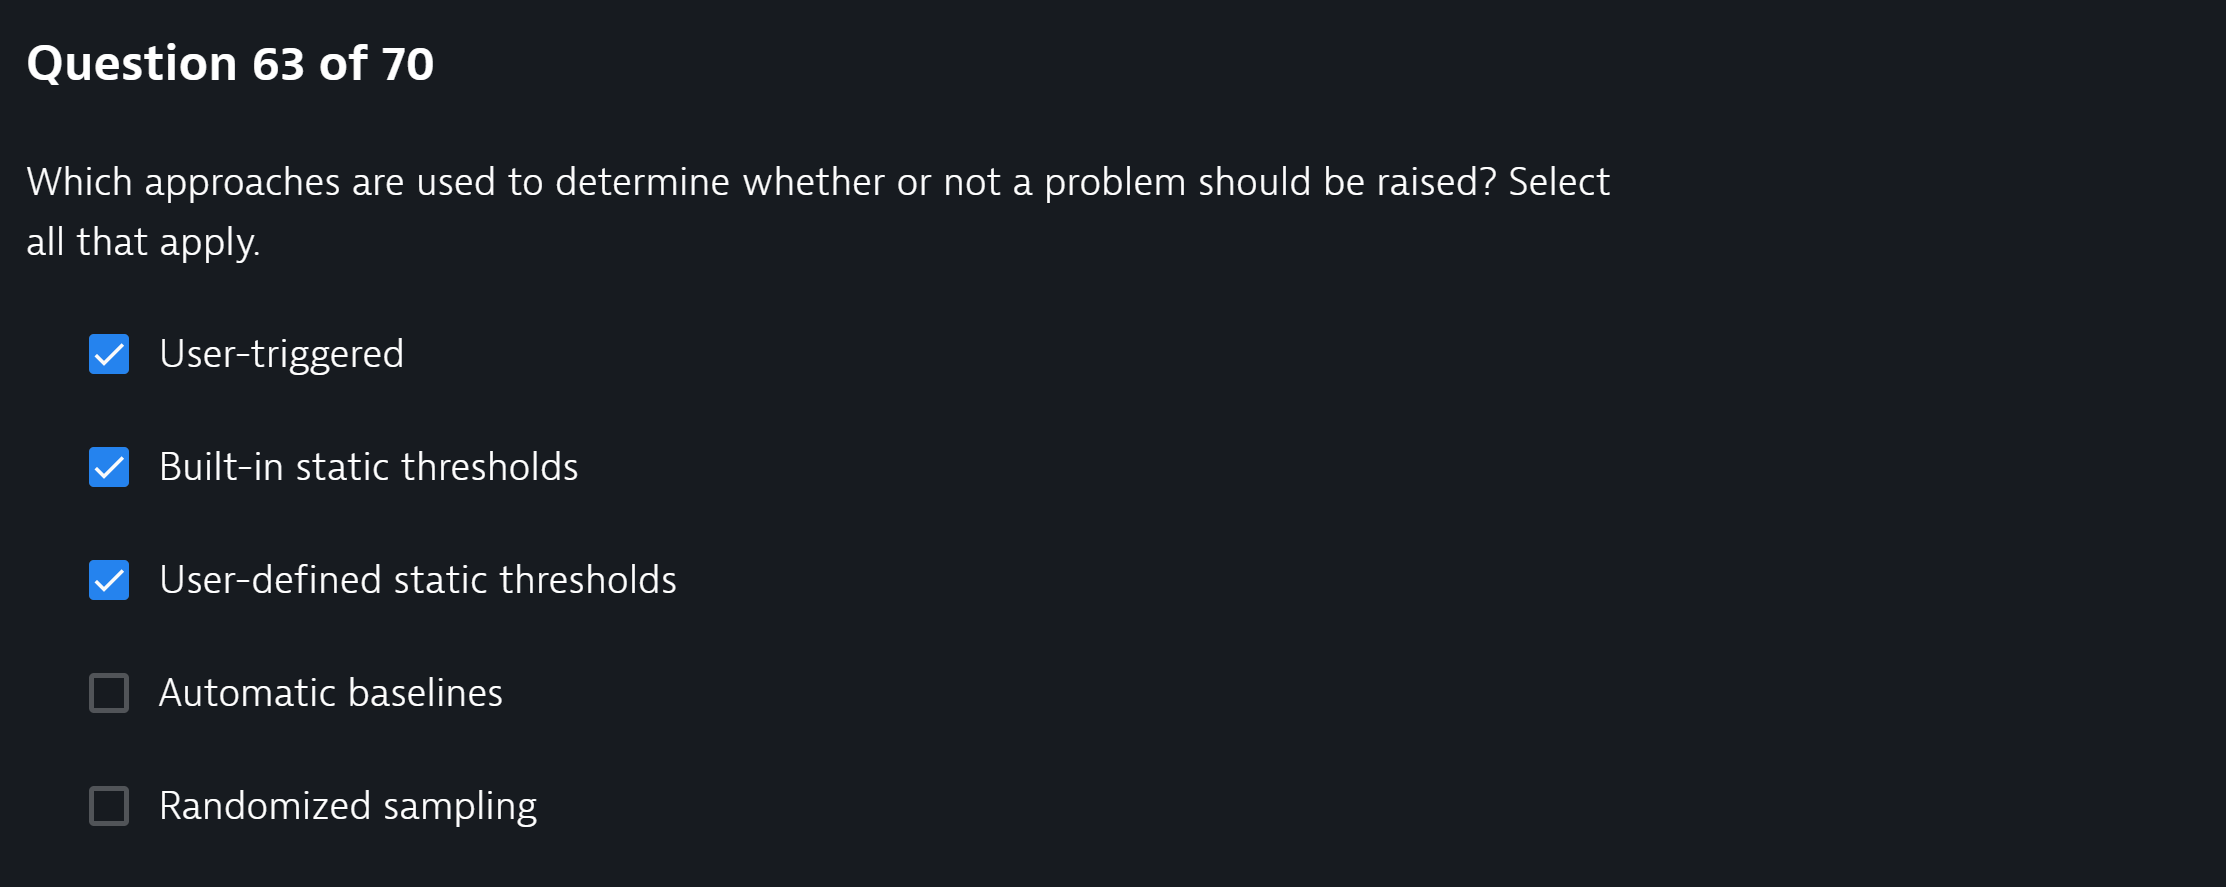 Question 63 of 70
Which approaches are used to determine whether or not a problem should be raised? Select
all that apply.
User-triggered
Built-in static thresholds
User-defined static thresholds
Automatic baselines
Randomized sampling